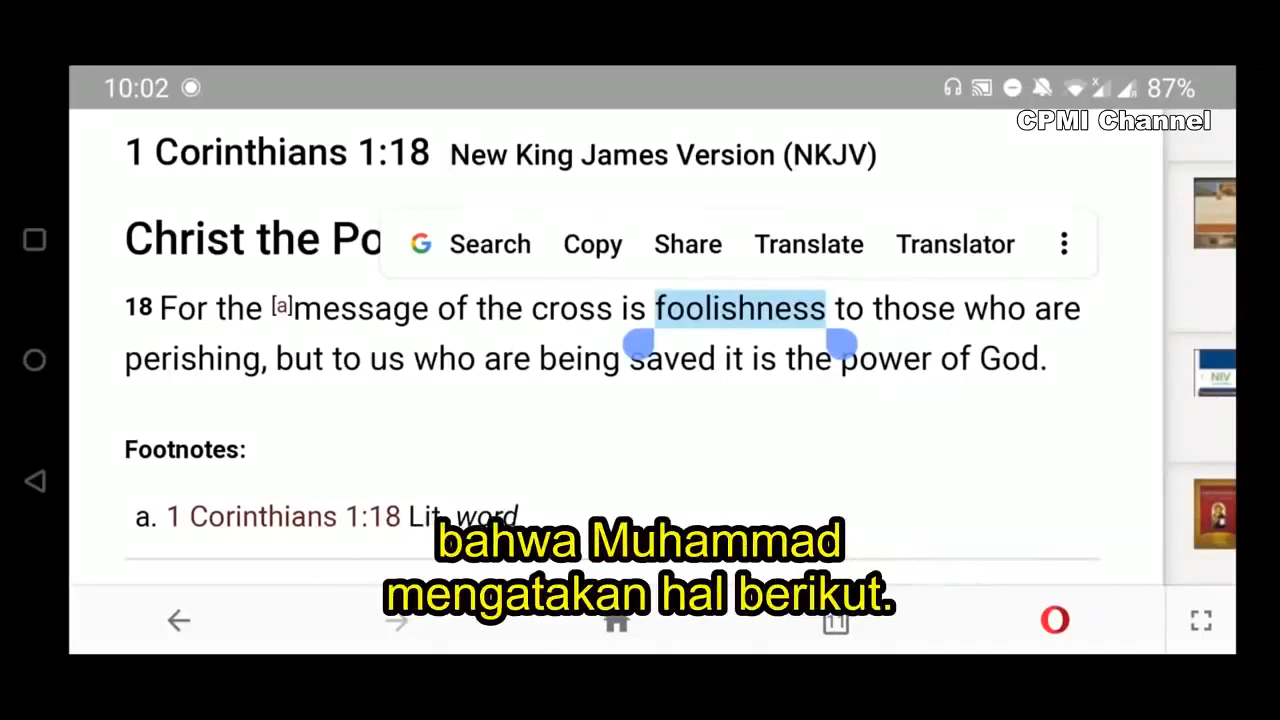 10:02 87%
CPMI Channel
1 Corinthians 1:18 New King James Version (NKJV)
Christ the Po
Search Copy Share Translate Translator
18 For the [a]message of the cross is foolishness to those who are
perishing, but to us who are being saved it is the power of God.
NIV
Footnotes:
a. 1 Corinthians 1:18 Lit. word
bahwa Muhammad
mengatakan hal berikut.
11